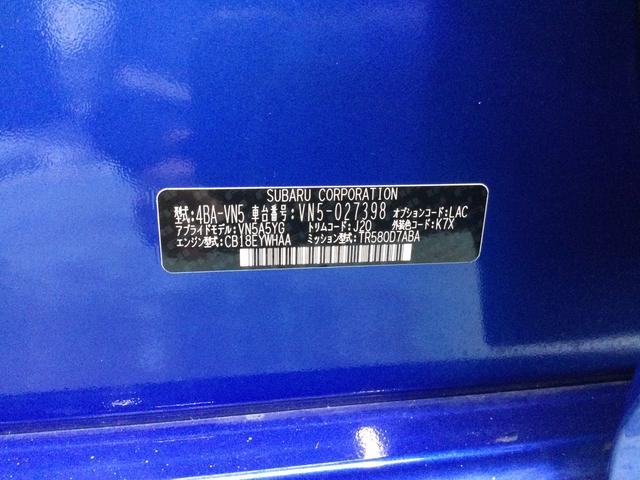 SUBARU CORPORATION
型式:4BA-VN5 車台番号:VN5-027398 オプションコード:LAC
アプライドモデル:VN5A5YG トリムコード:J20 外装色コード:K7X
エンジン型式:CB18EYWHAA ミッション型式:TR580D7ABA